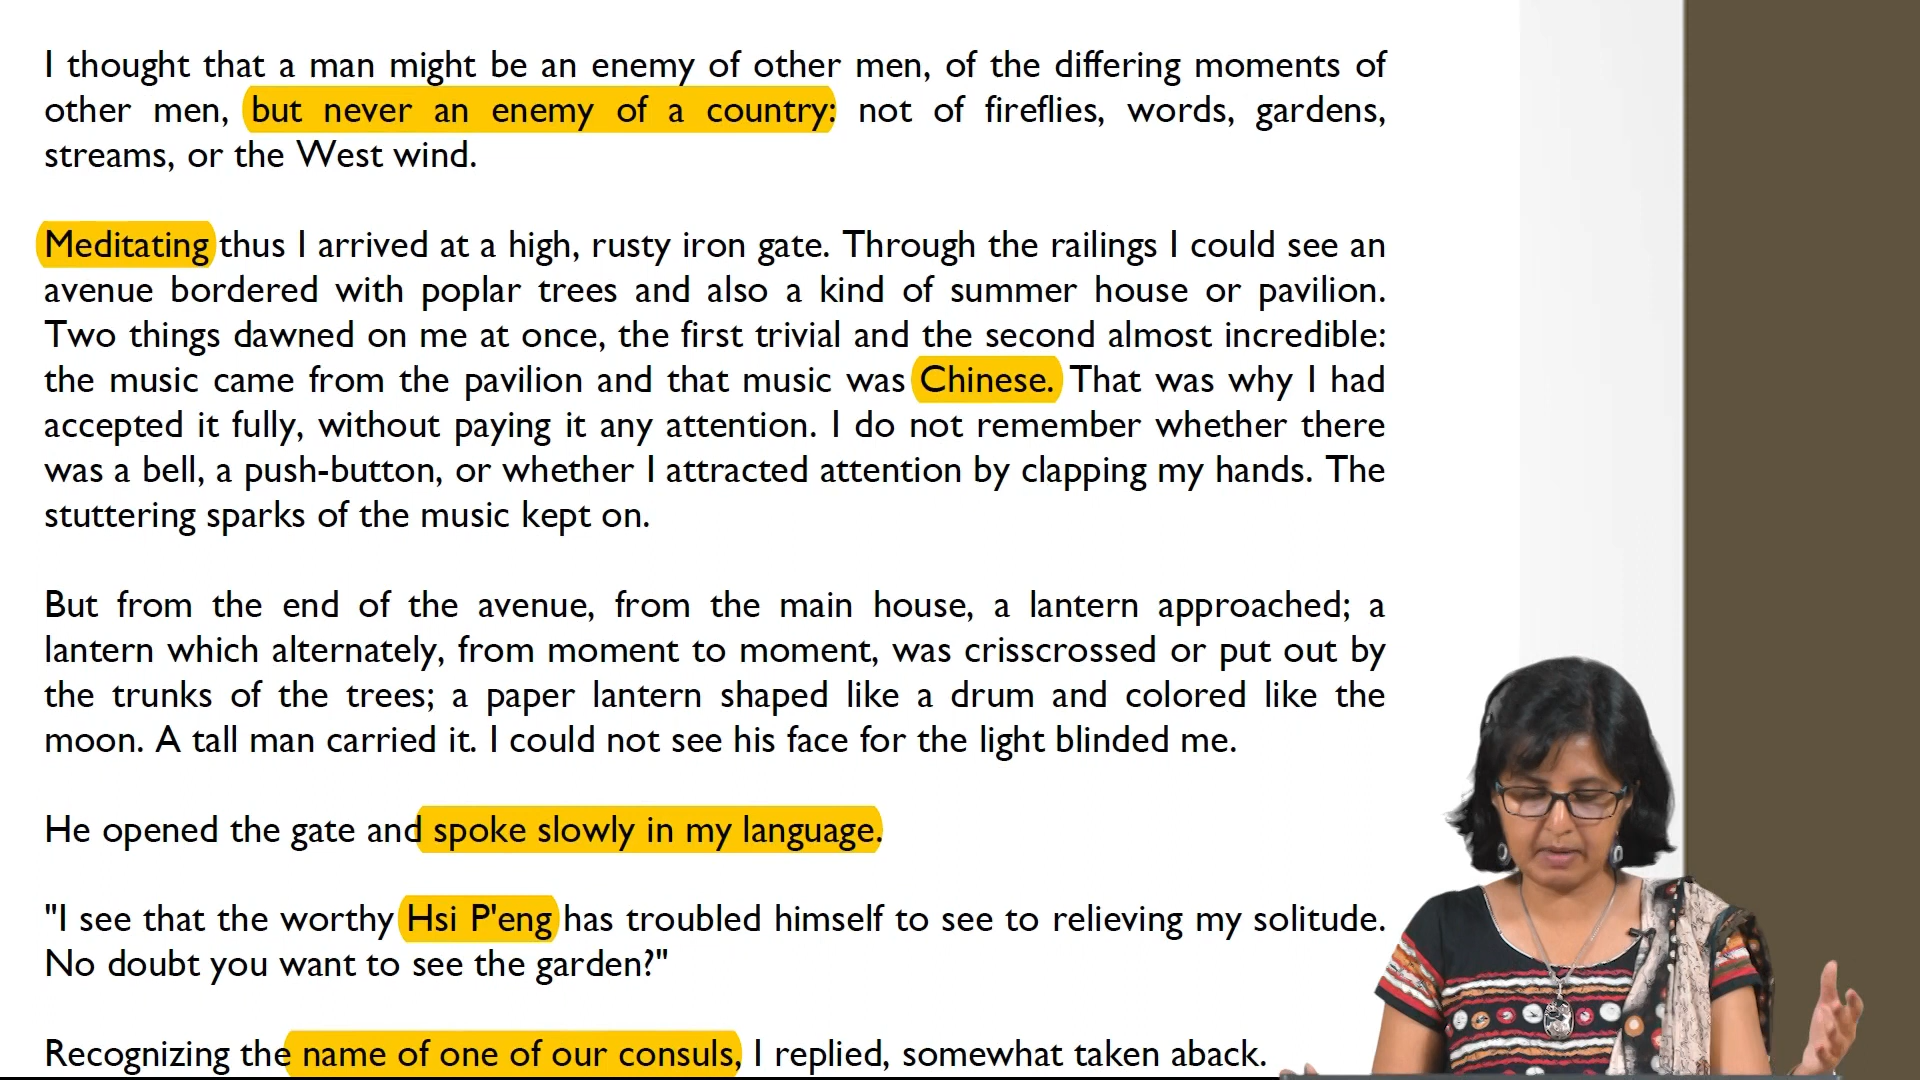 I thought that a man might be an enemy of other men, of the differing moments of
other men, but never an enemy of a country: not of fireflies, words, gardens,
streams, or the West wind.
Meditating thus I arrived at a high, rusty iron gate. Through the railings I could see an
avenue bordered with poplar trees and also a kind of summer house or pavilion.
Two things dawned on me at once, the first trivial and the second almost incredible:
the music came from the pavilion and that music was Chinese. That was why I had
accepted it fully, without paying it any attention. I do not remember whether there
was a bell, a push-button, or whether I attracted attention by clapping my hands. The
stuttering sparks of the music kept on.
But from the end of the avenue, from the main house, a lantern approached; a
lantern which alternately, from moment to moment, was crisscrossed or put out by
the trunks of the trees; a paper lantern shaped like a drum and colored like the
moon. A tall man carried it. I could not see his face for the light blinded me.
He opened the gate and spoke slowly in my language.
"I see that the worthy Hsi P'eng has troubled himself to see to relieving my solitude.
No doubt you want to see the garden?"
Recognizing the name of one of our consuls, I replied, somewhat taken aback.